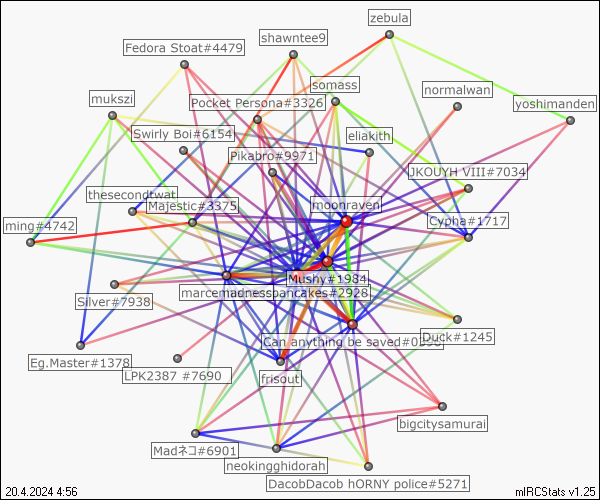 zebula
shawntee9
Fedora Stoat#4479
somass
normalwan
mukszi
Pocket Persona#3326
yoshimanden
Swirly Boi#6154
eliakith
Pikabro#9971
JKOUYH VIII#7034
thesecondtwat
Majestic#3375
moonraven
ming#4742
Cypha#1717
Mushy#1984
marcemadnesspancakes#2928
Silver#7938
Can anything be saved#0
Duck#1245
Eg.Master#1378
LPK2387 #7690
frisout
bigcitysamurai
Madネコ#6901
neokingghidorah
DacobDacob hORNY police#5271
20.4.2024 4:56
mIRCStats v1.25